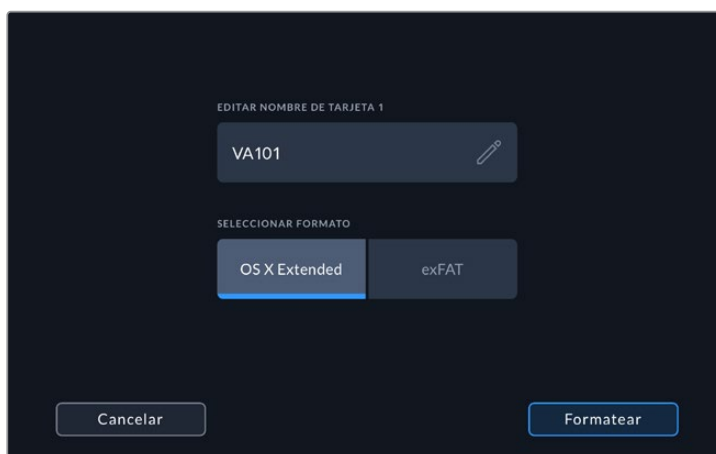 EDITAR NOMBRE DE TARJETA 1
VA101
SELECCIONAR FORMATO
OS X Extended exFAT
Cancelar Formatear